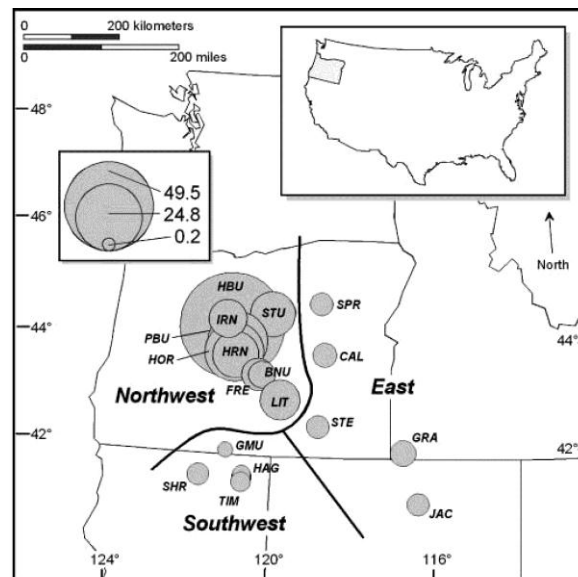 0 200 kilometers
0 200 miles
48°
49.5
24.8
0.2
46°
North
HBU
SPR
IRN
STU
44°
44°
PBU
HOR
HRN
CAL
BNU
FRE
Northwest
East
LIT
STE
42°
GMU
GRA
42°
HAG
SHR
TIM
JAC
Southwest
124°
120°
116°